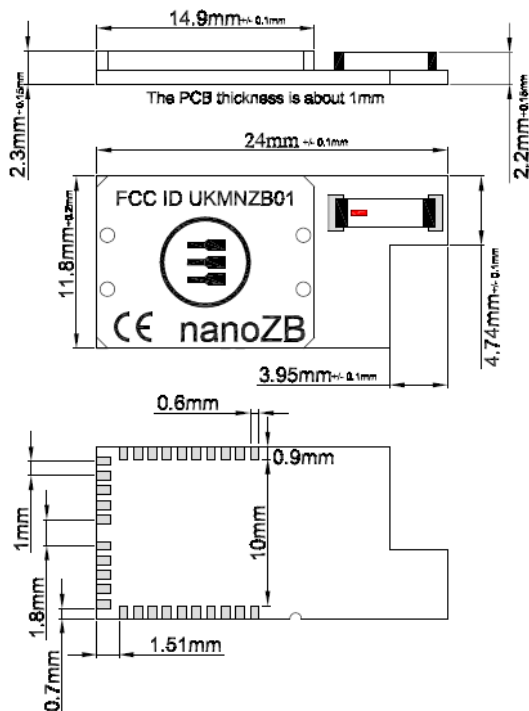 14.9mm+/- 0.1mm
2.3mm+0.15mm
The PCB thickness is about 1mm
2.2mm+0.15mm
24mm +/- 0.1mm
FCC ID UKMNZB01
11.8mm+0.2mm
CE nanoZB
4.74mm+/- 0.1mm
3.95mm+/- 0.1mm
0.6mm
0.9mm
1mm
10mm
1.8mm
1.51mm
0.7mm